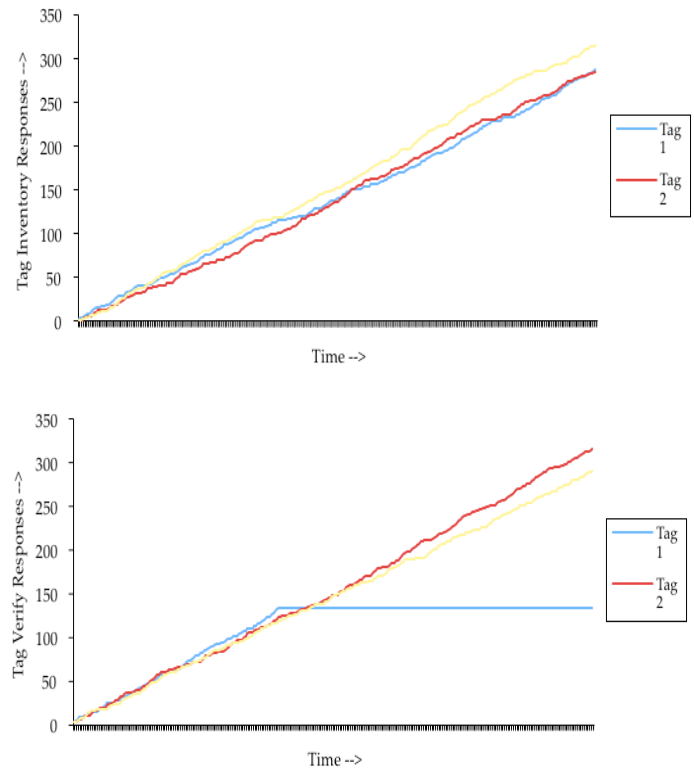 Tag Inventory Responses -->
350
300
250
200
150
100
50
0
Time -->
Tag
1
Tag
2
Tag Verify Responses -->
350
300
250
200
150
100
50
0
Time -->
Tag
1
Tag
2